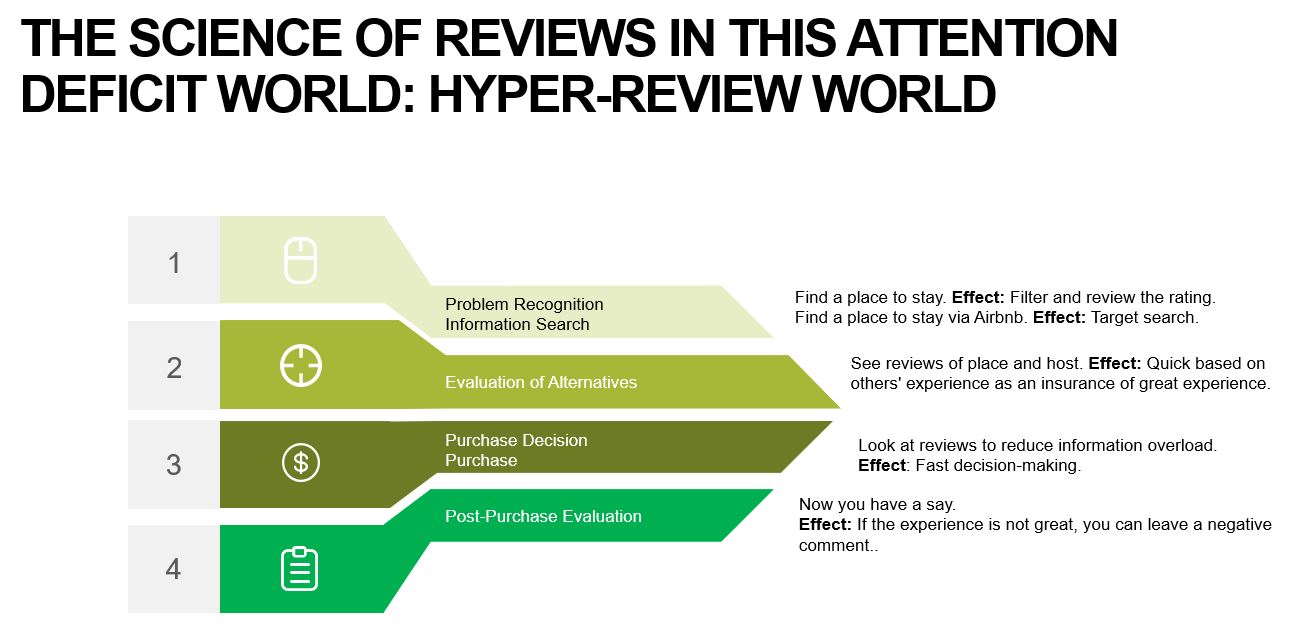 THE SCIENCE OF REVIEWS IN THIS ATTENTION
DEFICIT WORLD: HYPER-REVIEW WORLD
1
Problem Recognition
Information Search
Find a place to stay. Effect: Filter and review the rating.
Find a place to stay via Airbnb. Effect: Target search.
2
Evaluation of Alternatives
See reviews of place and host. Effect: Quick based on
others' experience as an insurance of great experience.
3
Purchase Decision
Purchase
Look at reviews to reduce information overload.
Effect: Fast decision-making.
4
Post-Purchase Evaluation
Now you have a say.
Effect: If the experience is not great, you can leave a negative
comment..